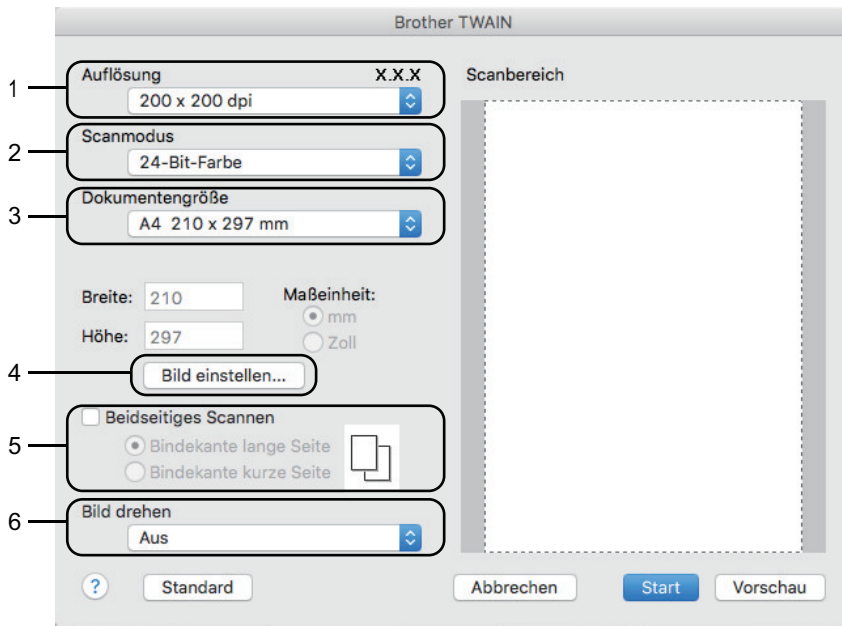 Brother TWAIN
1
Auflösung X.X.X
200 x 200 dpi
2
Scanmodus
24-Bit-Farbe
3
Dokumentengröße
A4 210 x 297 mm
Breite: 210
Höhe: 297
Maßeinheit:
mm
Zoll
4
Bild einstellen...
5
Beidseitiges Scannen
Bindekante lange Seite
Bindekante kurze Seite
6
Bild drehen
Aus
Scanbereich
?
Standard
Abbrechen
Start
Vorschau